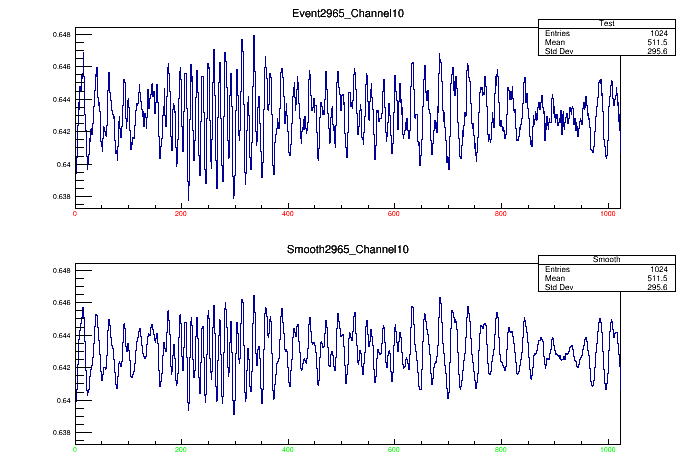 Event2965_Channel10
Test
Entries 1024
Mean 511.5
Std Dev 295.6
0.648
0.646
0.644
0.642
0.64
0.638
0 200 400 600 800 1000
Smooth2965_Channel10
Smooth
Entries 1024
Mean 511.5
Std Dev 295.6
0.648
0.646
0.644
0.642
0.64
0.638
0 200 400 600 800 1000